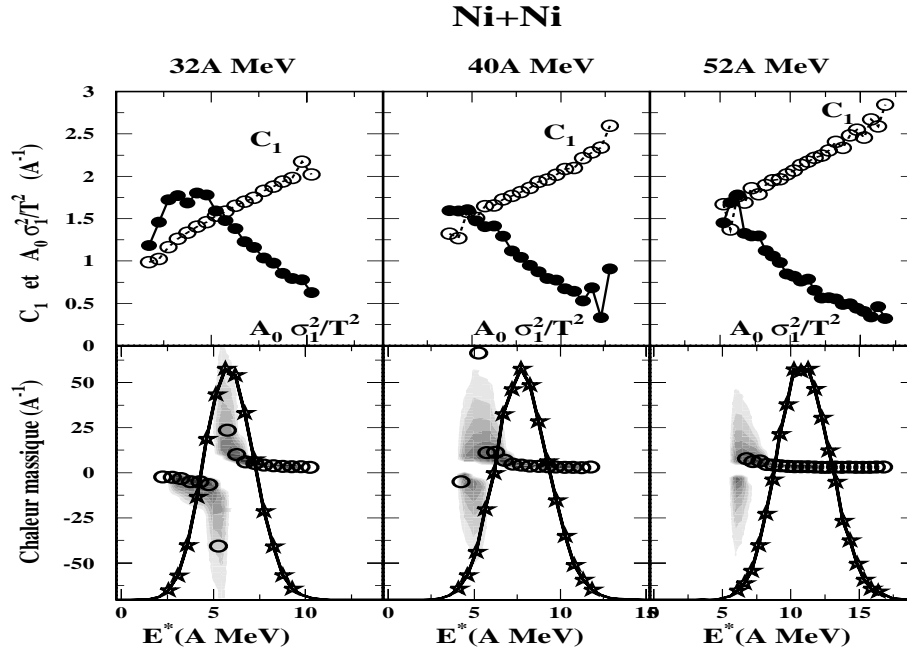 Ni+Ni
32A MeV 40A MeV 52A MeV
C₁ et A₀ σ₁²/T² (A⁻¹)
3
2.5
2
1.5
1
0.5
0
C₁ C₁ C₁
A₀ σ₁²/T² A₀ σ₁²/T² A₀ σ₁²/T²
Chaleur massique (A⁻¹)
50
25
0
-25
-50
0 5 10 0 5 10 15 5 10 15
E*(A MeV) E*(A MeV) E*(A MeV)